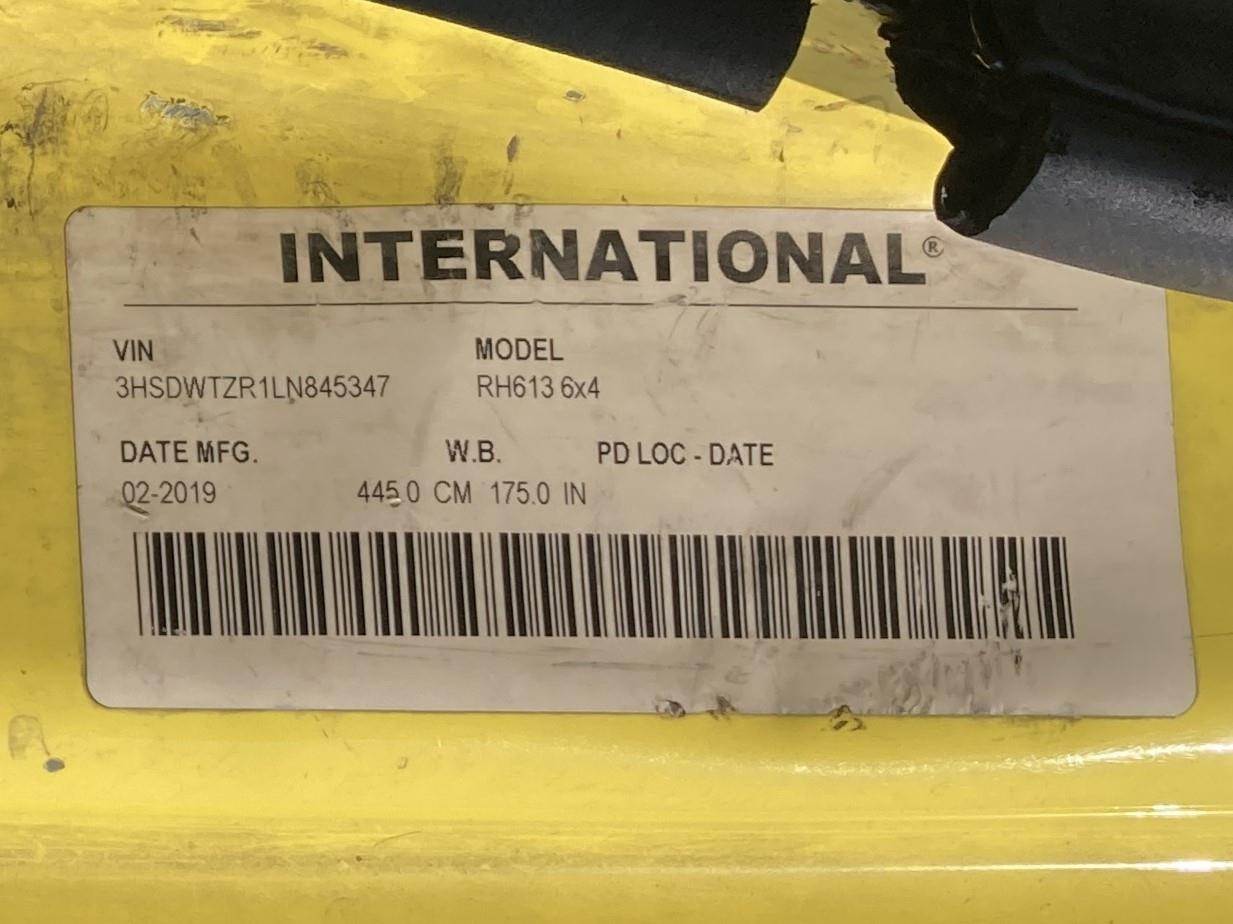 INTERNATIONAL®
VIN MODEL
3HSDWTZR1LN845347 RH613 6x4
DATE MFG. W.B. PD LOC - DATE
02-2019 445.0 CM 175.0 IN